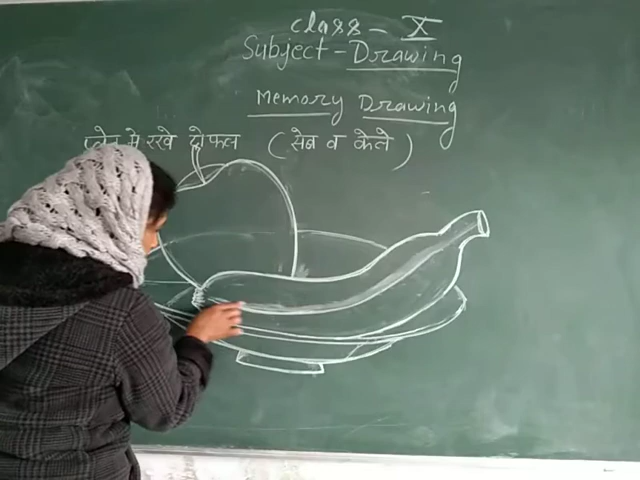 Class - X
Subject - Drawing
Memory Drawing
प्लेट मे रखे दो फल (सेब व केले)